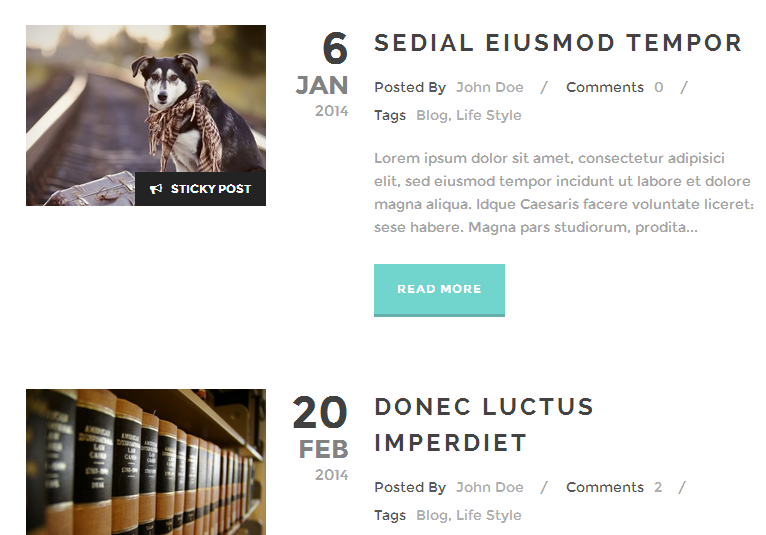 STICKY POST
6
JAN
2014
SEDIAL EIUSMOD TEMPOR
Posted By John Doe / Comments 0 /
Tags Blog, Life Style
Lorem ipsum dolor sit amet, consectetur adipisici
elit, sed eiusmod tempor incidunt ut labore et dolore
magna aliqua. Idque Caesaris facere voluntate liceret:
sese habere. Magna pars studiorum, prodita...
READ MORE
AMERICAN
LAW
CASES
20
FEB
2014
DONEC LUCTUS
IMPERDIET
Posted By John Doe / Comments 2 /
Tags Blog, Life Style